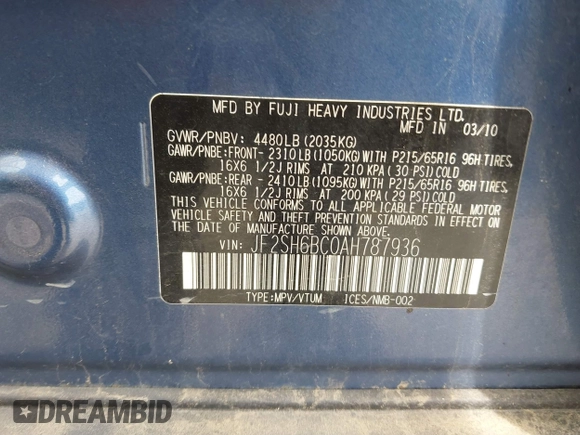 MFD BY FUJI HEAVY INDUSTRIES LTD.
MFD IN 03/10
GVWR/PNBV: 4480LB (2035KG)
GAWR/PNBE:FRONT- 2310LB (1050KG) WITH P215/65R16 96H TIRES,
16X6 1/2J RIMS AT 210 KPA (30 PSI) COLD
GAWR/PNBE:REAR - 2410LB (1095KG) WITH P215/65R16 96H TIRES,
16X6 1/2J RIMS AT 200 KPA (29 PSI) COLD
THIS VEHICLE CONFORMS TO ALL APPLICABLE FEDERAL MOTOR
VEHICLE SAFETY AND THEFT PREVENTION STANDARDS IN EFFECT ON
THE DATE OF MANUFACTURE SHOWN ABOVE.
VIN: JF2SH6BC0AH787936
TYPE:MPV/VTUM ICES/NMB-002
DREAMBID